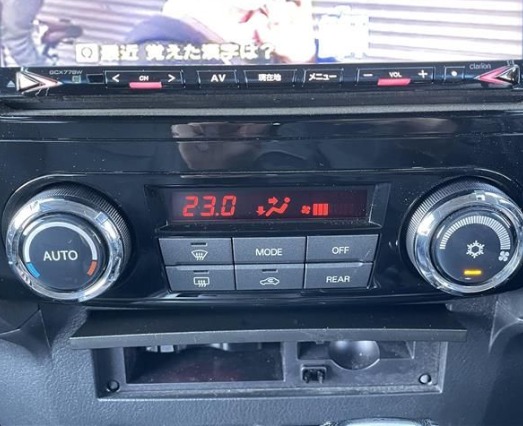 Q 最近 覚えた漢字は?
GCX779W
< CH > AV 現在地 メニュー − VOL + Clarion
23.0
AUTO
MODE OFF
REAR